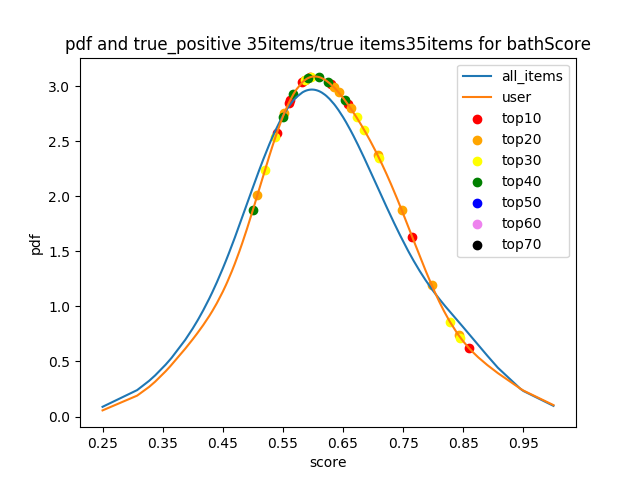 pdf and true_positive 35items/true items35items for bathScore
3.0
2.5
2.0
1.5
1.0
0.5
0.0
pdf
all_items
user
top10
top20
top30
top40
top50
top60
top70
0.25 0.35 0.45 0.55 0.65 0.75 0.85 0.95
score